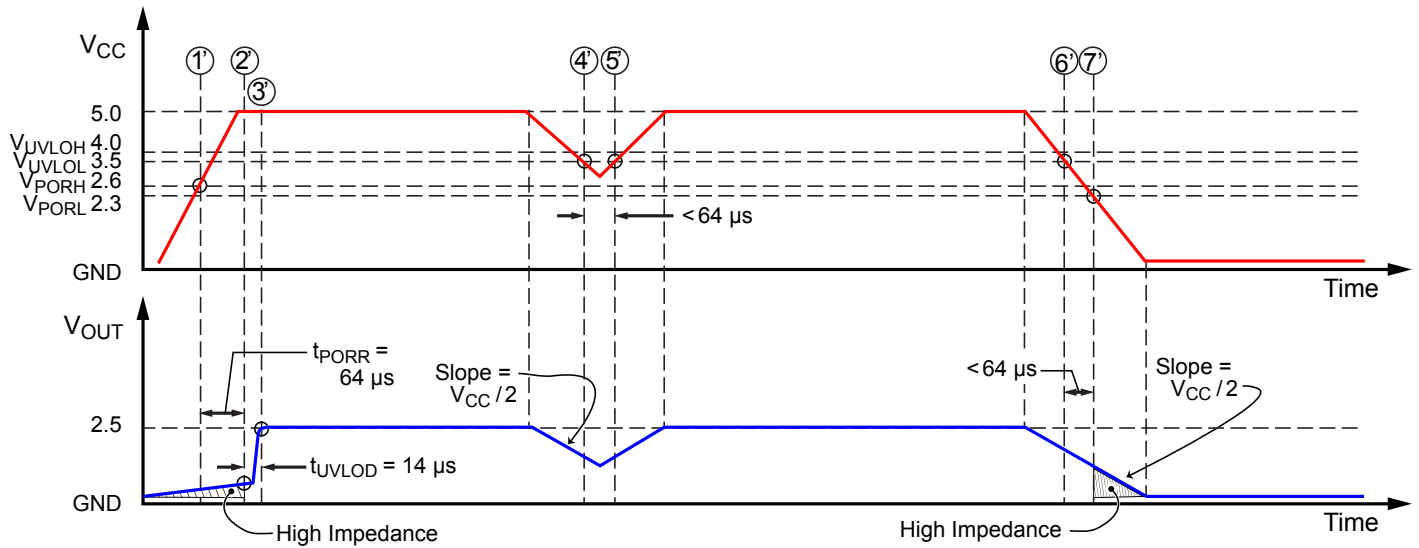 V_CC
1' 2' 3' 4' 5' 6' 7'
5.0
V_UVLOH 4.0
V_UVLOL 3.5
V_PORH 2.6
V_PORL 2.3
< 64 µs
GND
Time
V_OUT
t_PORR =
64 µs
Slope =
V_CC / 2
< 64 µs
Slope =
V_CC / 2
2.5
t_UVLOD = 14 µs
GND
High Impedance
High Impedance
Time